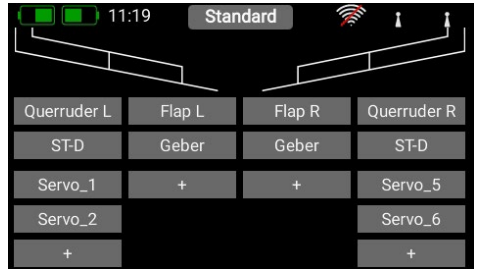 11:19 Standard
Querruder L Flap L Flap R Querruder R
ST-D Geber Geber ST-D
Servo_1 + + Servo_5
Servo_2 Servo_6
+ +